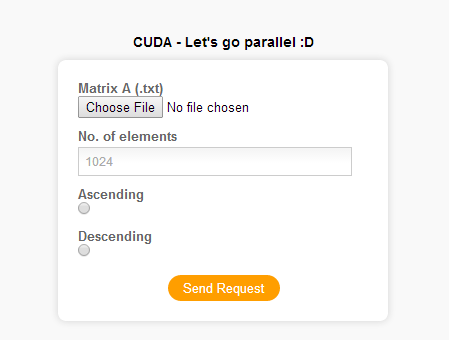 CUDA - Let's go parallel :D
Matrix A (.txt)
Choose File No file chosen
No. of elements
1024
Ascending
Descending
Send Request